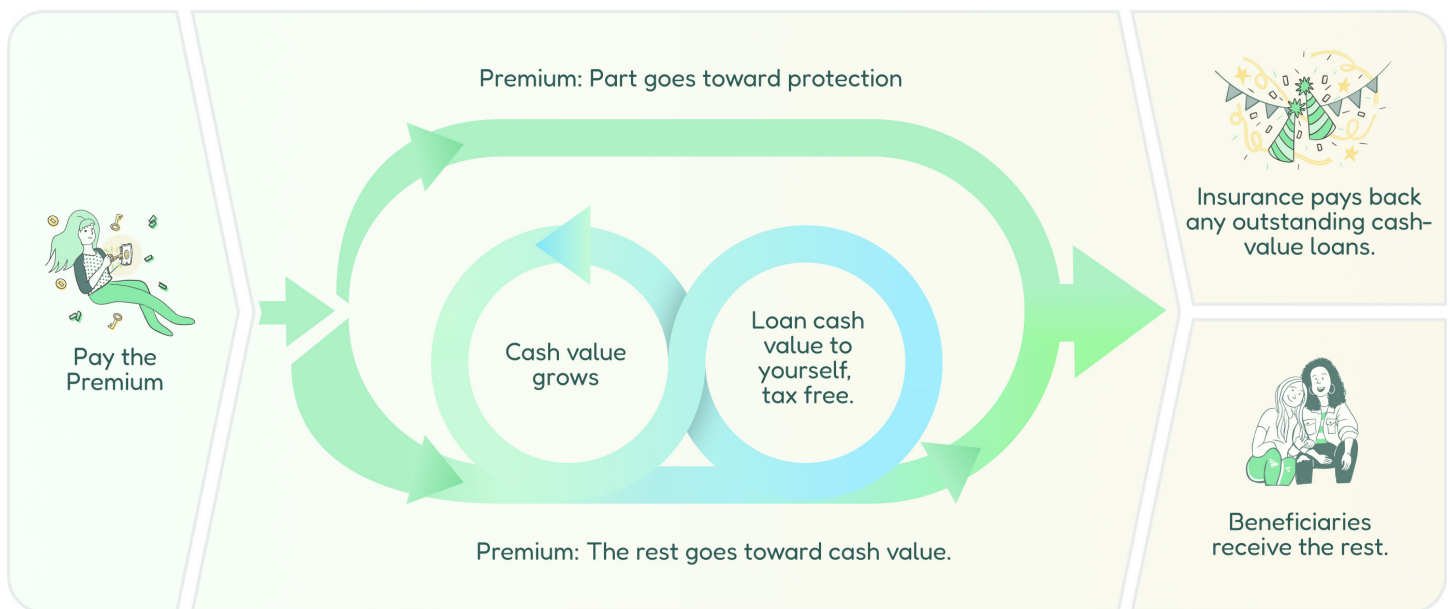 Pay the
Premium
Premium: Part goes toward protection
Cash value
grows
Loan cash
value to
yourself,
tax free.
Premium: The rest goes toward cash value.
Insurance pays back
any outstanding cash-
value loans.
Beneficiaries
receive the rest.